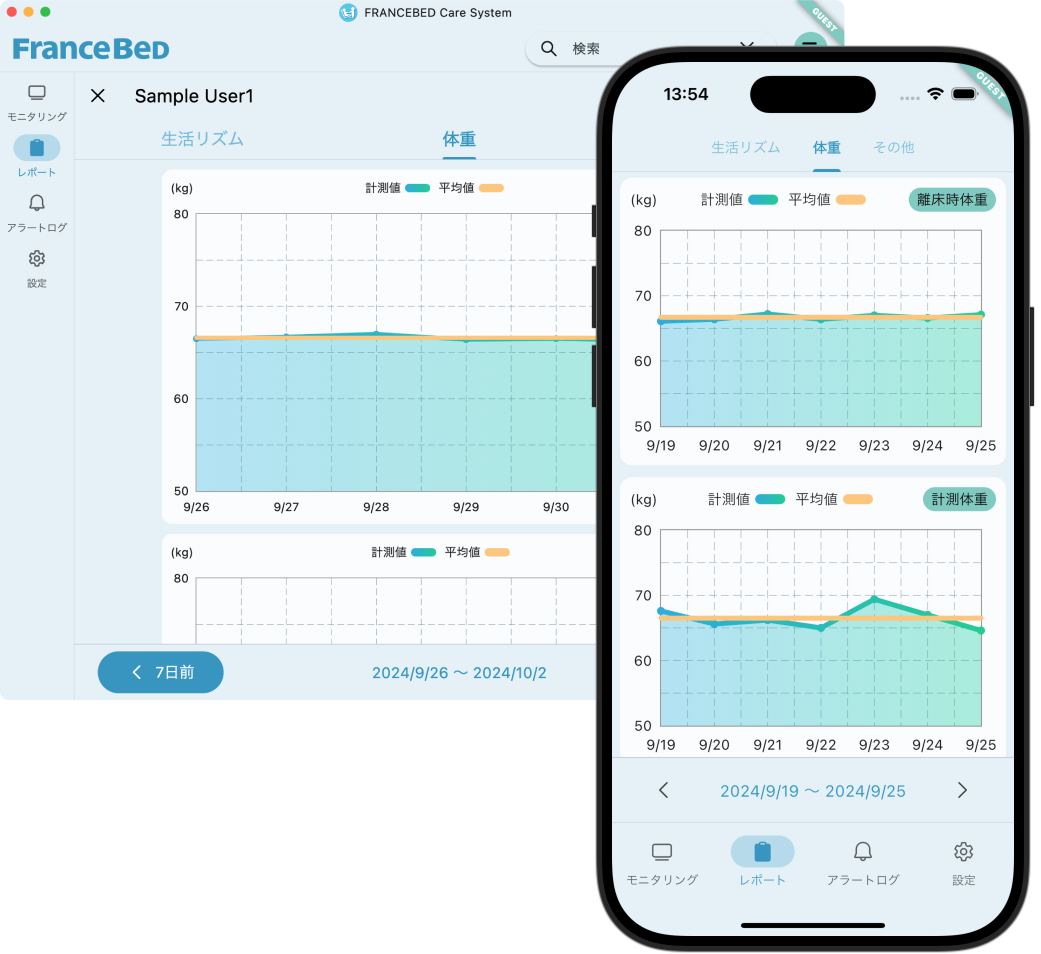 FRANCEBED Care System
GUEST
FranceBed
検索
Sample User1
モニタリング
レポート
アラートログ
設定
生活リズム 体重
(kg) 計測値 平均値
80
70
60
50
9/26 9/27 9/28 9/29 9/30
(kg) 計測値 平均値
80
7日前
2024/9/26 〜 2024/10/2
13:54
GUEST
生活リズム 体重 その他
(kg) 計測値 平均値 離床時体重
80
70
60
50
9/19 9/20 9/21 9/22 9/23 9/24 9/25
(kg) 計測値 平均値 計測体重
80
70
60
50
9/19 9/20 9/21 9/22 9/23 9/24 9/25
2024/9/19 〜 2024/9/25
モニタリング レポート アラートログ 設定